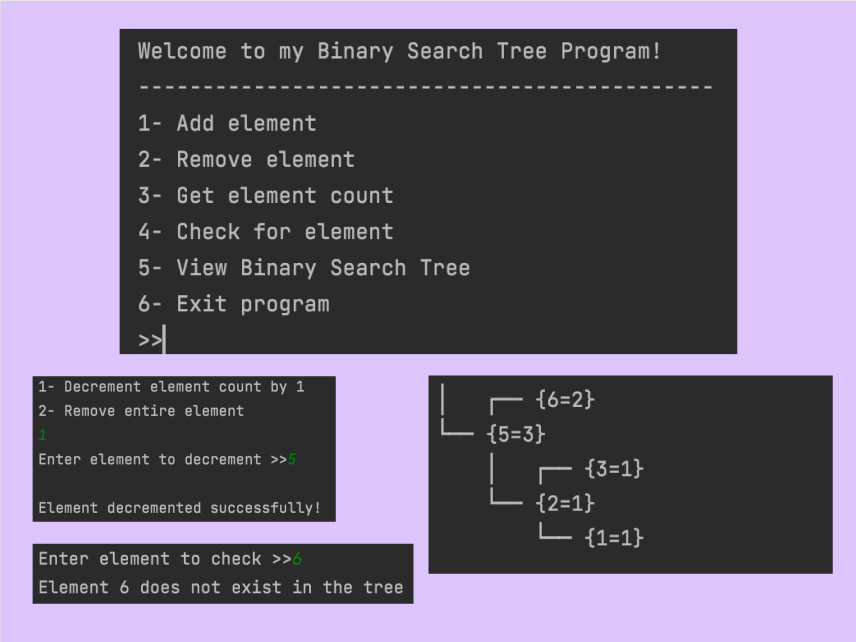 Welcome to my Binary Search Tree Program!
---------------------------------------------
1- Add element
2- Remove element
3- Get element count
4- Check for element
5- View Binary Search Tree
6- Exit program
>>
1- Decrement element count by 1
2- Remove entire element
1
Enter element to decrement >>5
Element decremented successfully!
Enter element to check >>6
Element 6 does not exist in the tree
│   ┌── {6=2}
└── {5=3}
    │   ┌── {3=1}
    └── {2=1}
        └── {1=1}